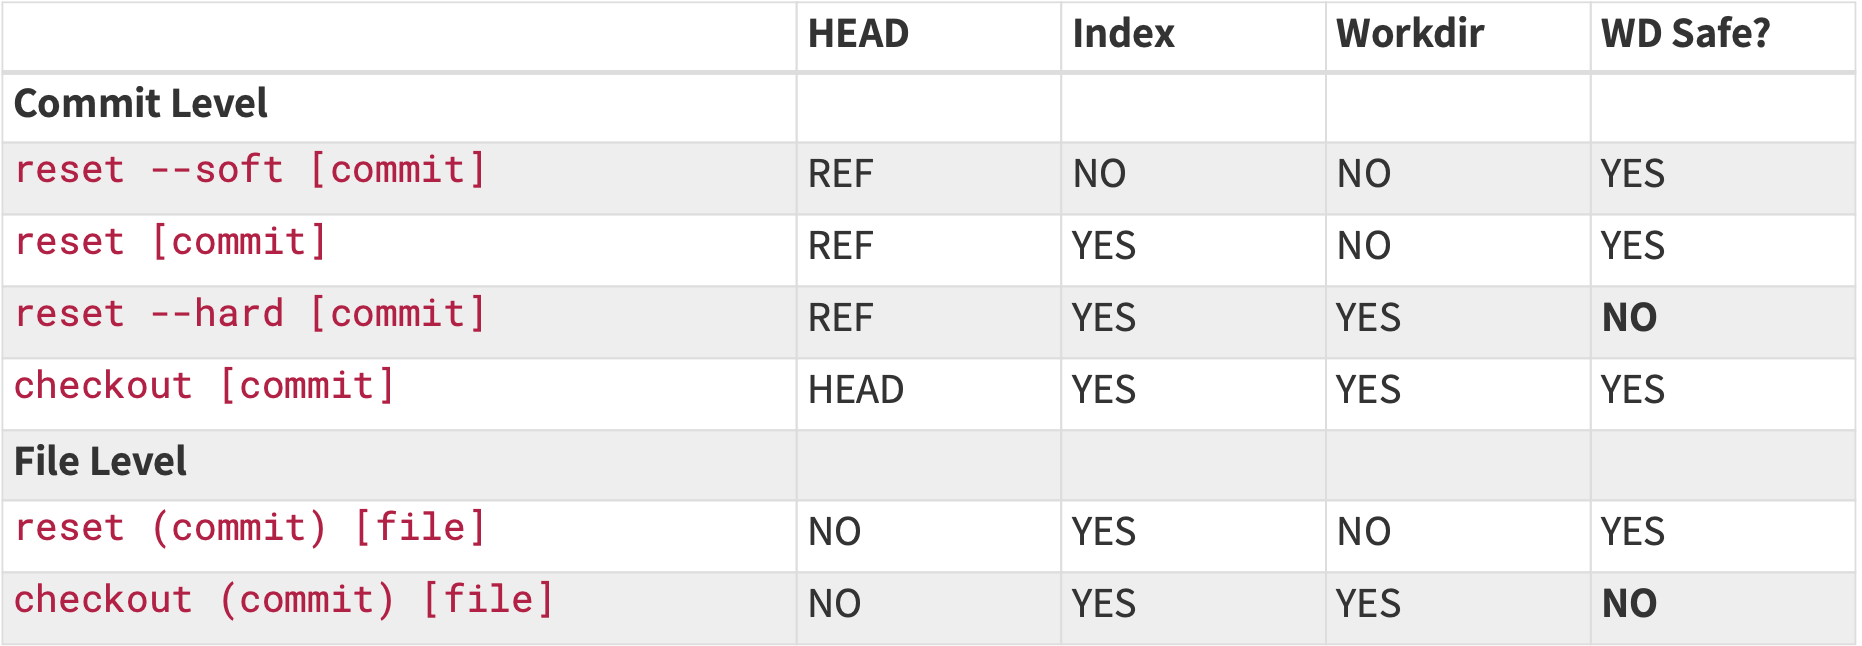 HEAD Index Workdir WD Safe?
Commit Level
reset --soft [commit] REF NO NO YES
reset [commit] REF YES NO YES
reset --hard [commit] REF YES YES NO
checkout [commit] HEAD YES YES YES
File Level
reset (commit) [file] NO YES NO YES
checkout (commit) [file] NO YES YES NO